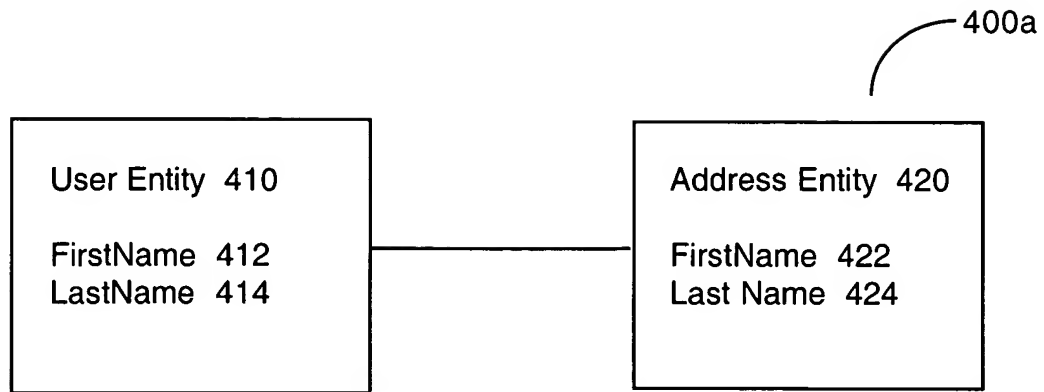 400a
User Entity 410
FirstName 412
LastName 414
Address Entity 420
FirstName 422
Last Name 424